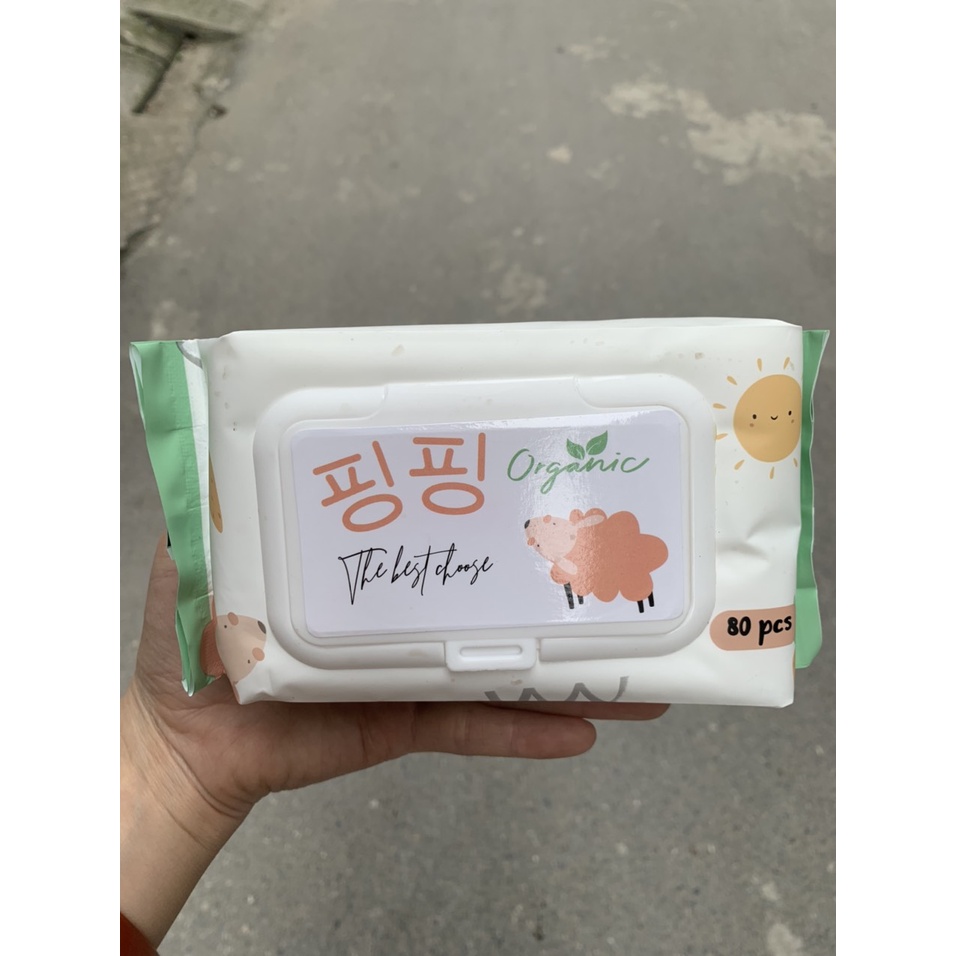 핑핑
Organic
The best choose
80 pcs